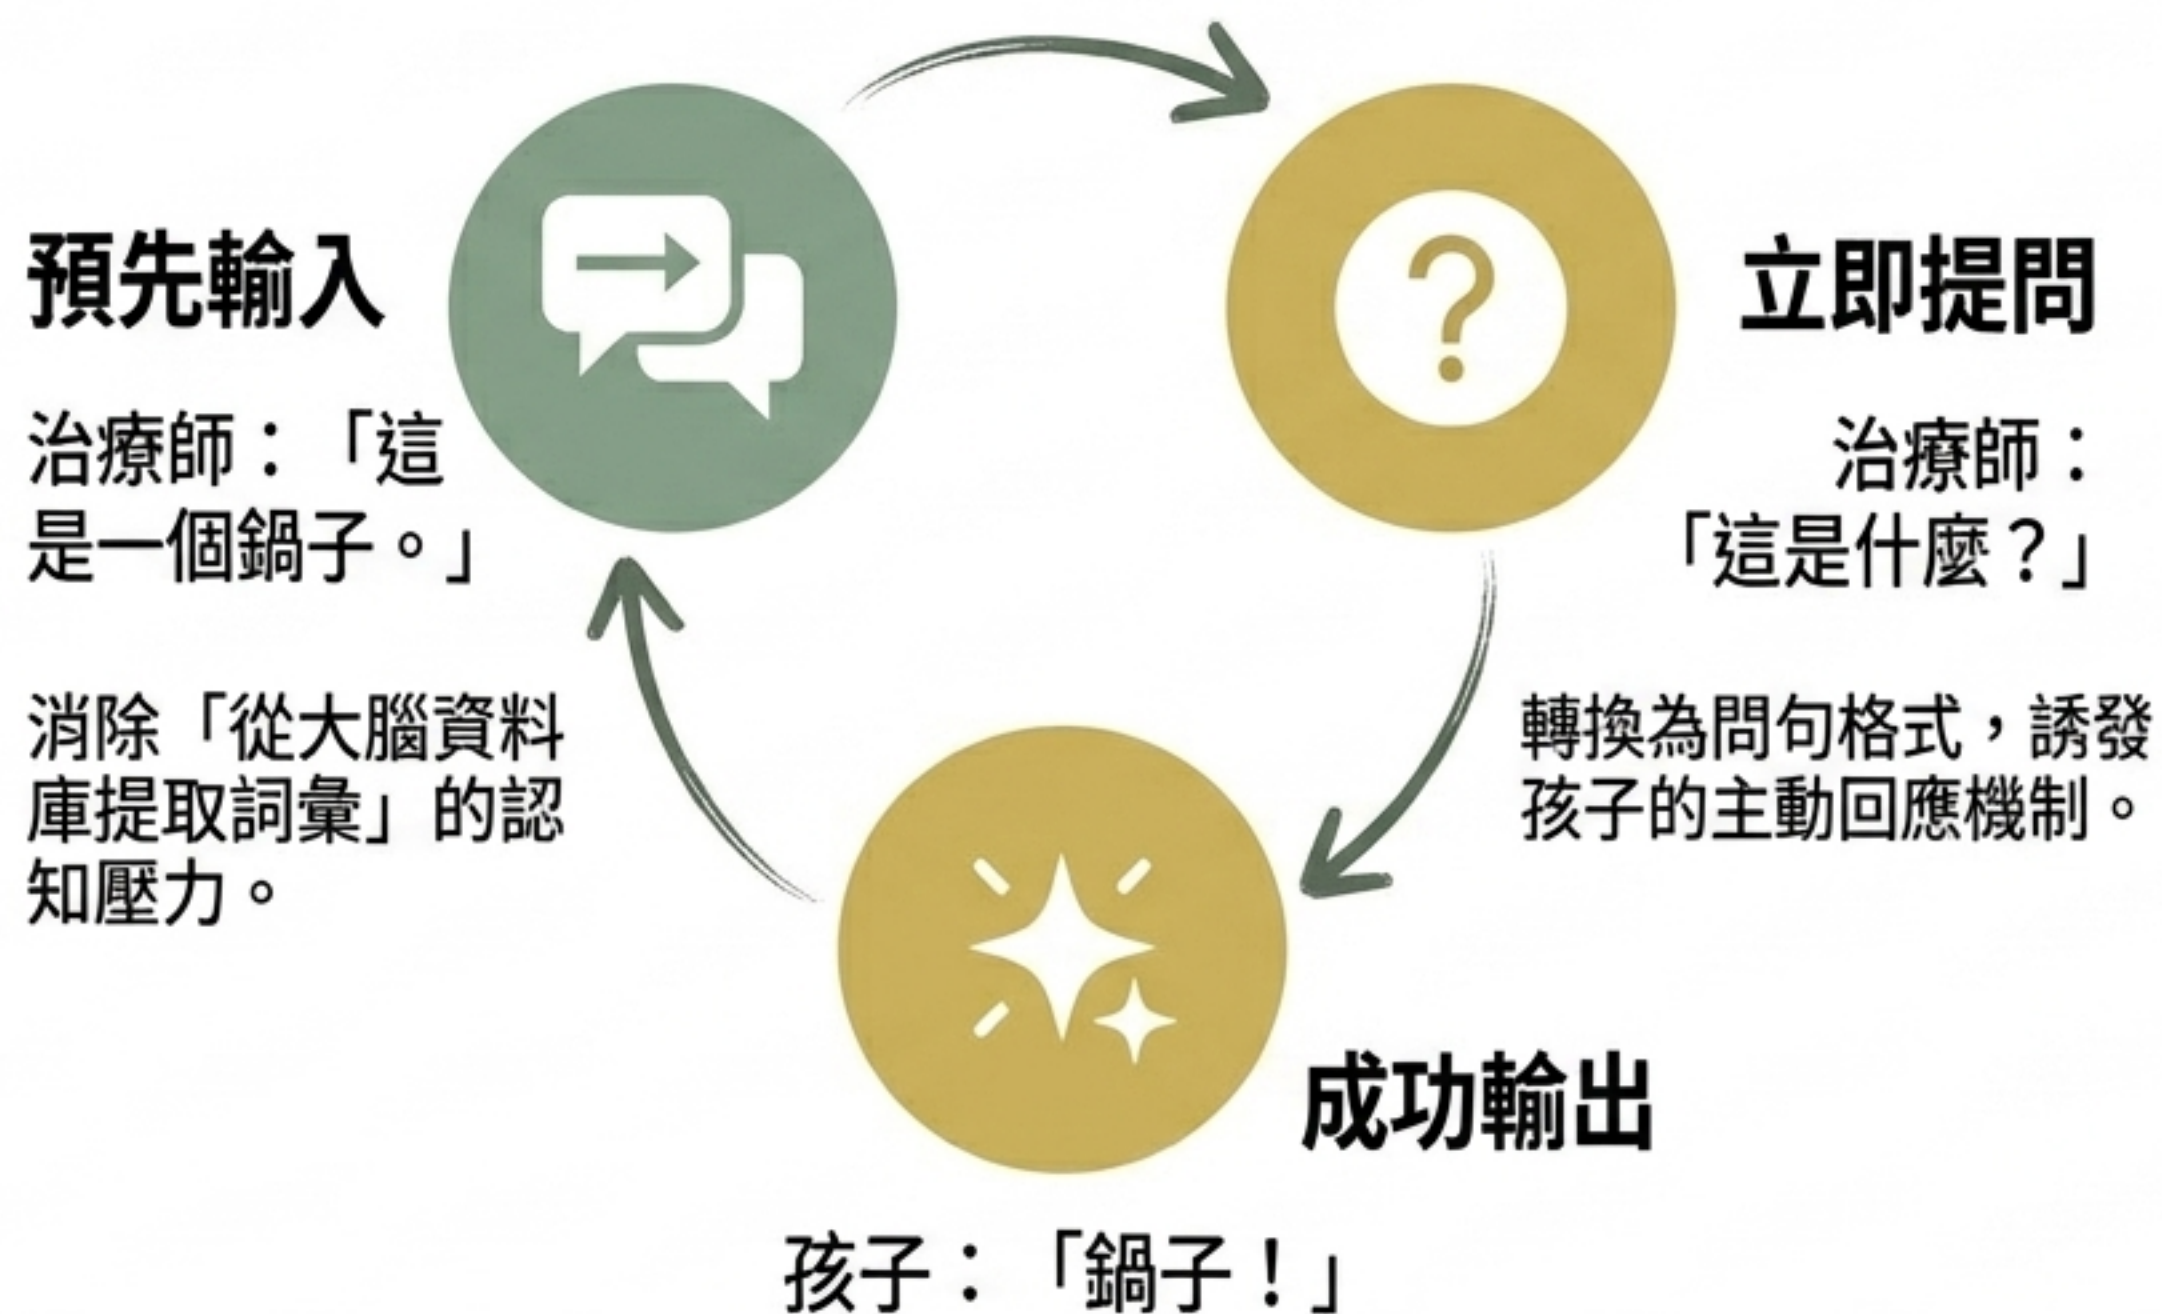 預先輸入
治療師：「這
是一個鍋子。」
消除「從大腦資料
庫提取詞彙」的認
知壓力。
立即提問
治療師：
「這是什麼？」
轉換為問句格式，誘發
孩子的主動回應機制。
成功輸出
孩子：「鍋子！」